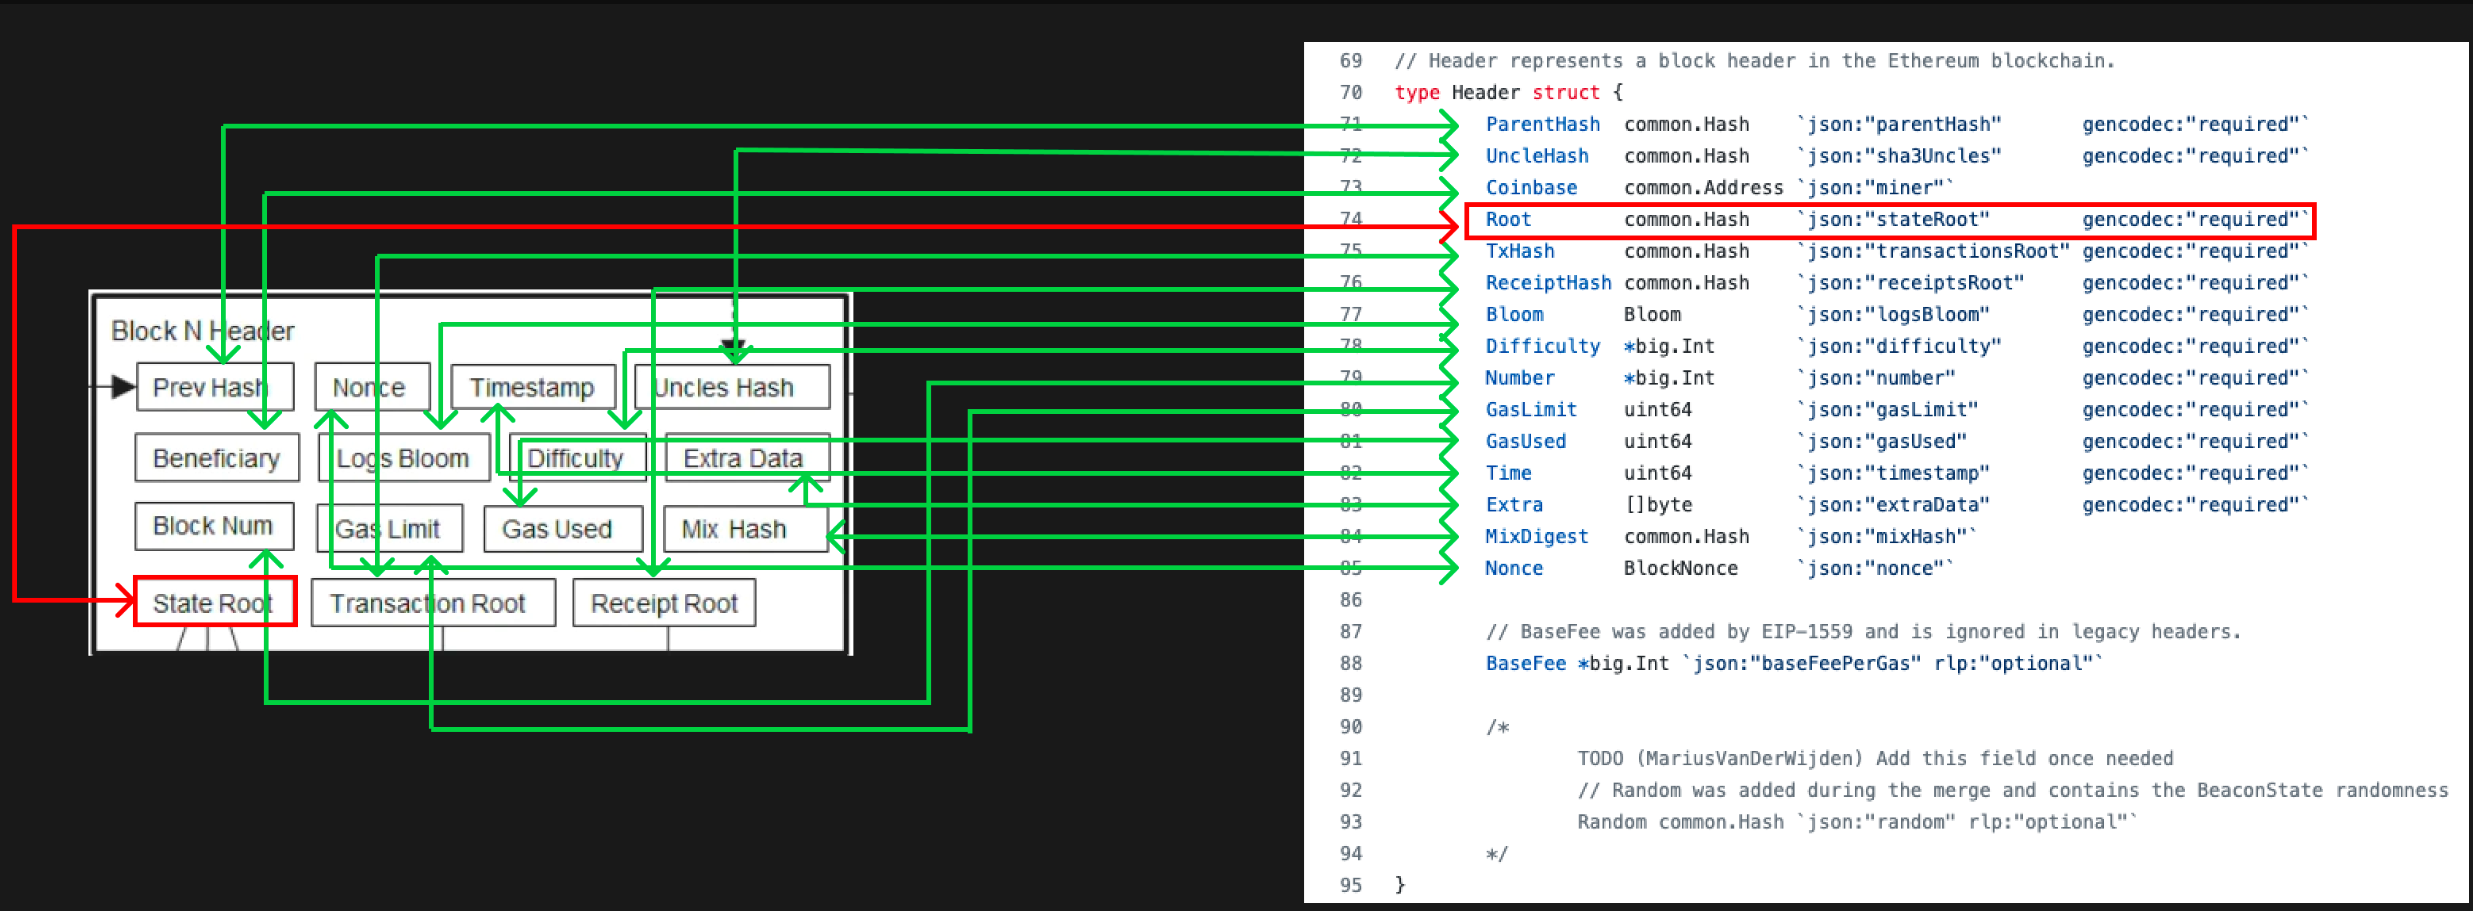 Block N Header
Prev Hash Nonce Timestamp Uncles Hash
Beneficiary Logs Bloom Difficulty Extra Data
Block Num Gas Limit Gas Used Mix Hash
State Root Transaction Root Receipt Root
69 // Header represents a block header in the Ethereum blockchain.
70 type Header struct {
71 ParentHash common.Hash `json:"parentHash" gencodec:"required"`
72 UncleHash common.Hash `json:"sha3Uncles" gencodec:"required"`
73 Coinbase common.Address `json:"miner"`
74 Root common.Hash `json:"stateRoot" gencodec:"required"`
75 TxHash common.Hash `json:"transactionsRoot" gencodec:"required"`
76 ReceiptHash common.Hash `json:"receiptsRoot" gencodec:"required"`
77 Bloom Bloom `json:"logsBloom" gencodec:"required"`
78 Difficulty *big.Int `json:"difficulty" gencodec:"required"`
79 Number *big.Int `json:"number" gencodec:"required"`
80 GasLimit uint64 `json:"gasLimit" gencodec:"required"`
81 GasUsed uint64 `json:"gasUsed" gencodec:"required"`
82 Time uint64 `json:"timestamp" gencodec:"required"`
83 Extra []byte `json:"extraData" gencodec:"required"`
84 MixDigest common.Hash `json:"mixHash"`
85 Nonce BlockNonce `json:"nonce"`
86
87 // BaseFee was added by EIP-1559 and is ignored in legacy headers.
88 BaseFee *big.Int `json:"baseFeePerGas" rlp:"optional"`
89
90 /*
91 TODO (MariusVanDerWijden) Add this field once needed
92 // Random was added during the merge and contains the BeaconState randomness
93 Random common.Hash `json:"random" rlp:"optional"`
94 */
95 }